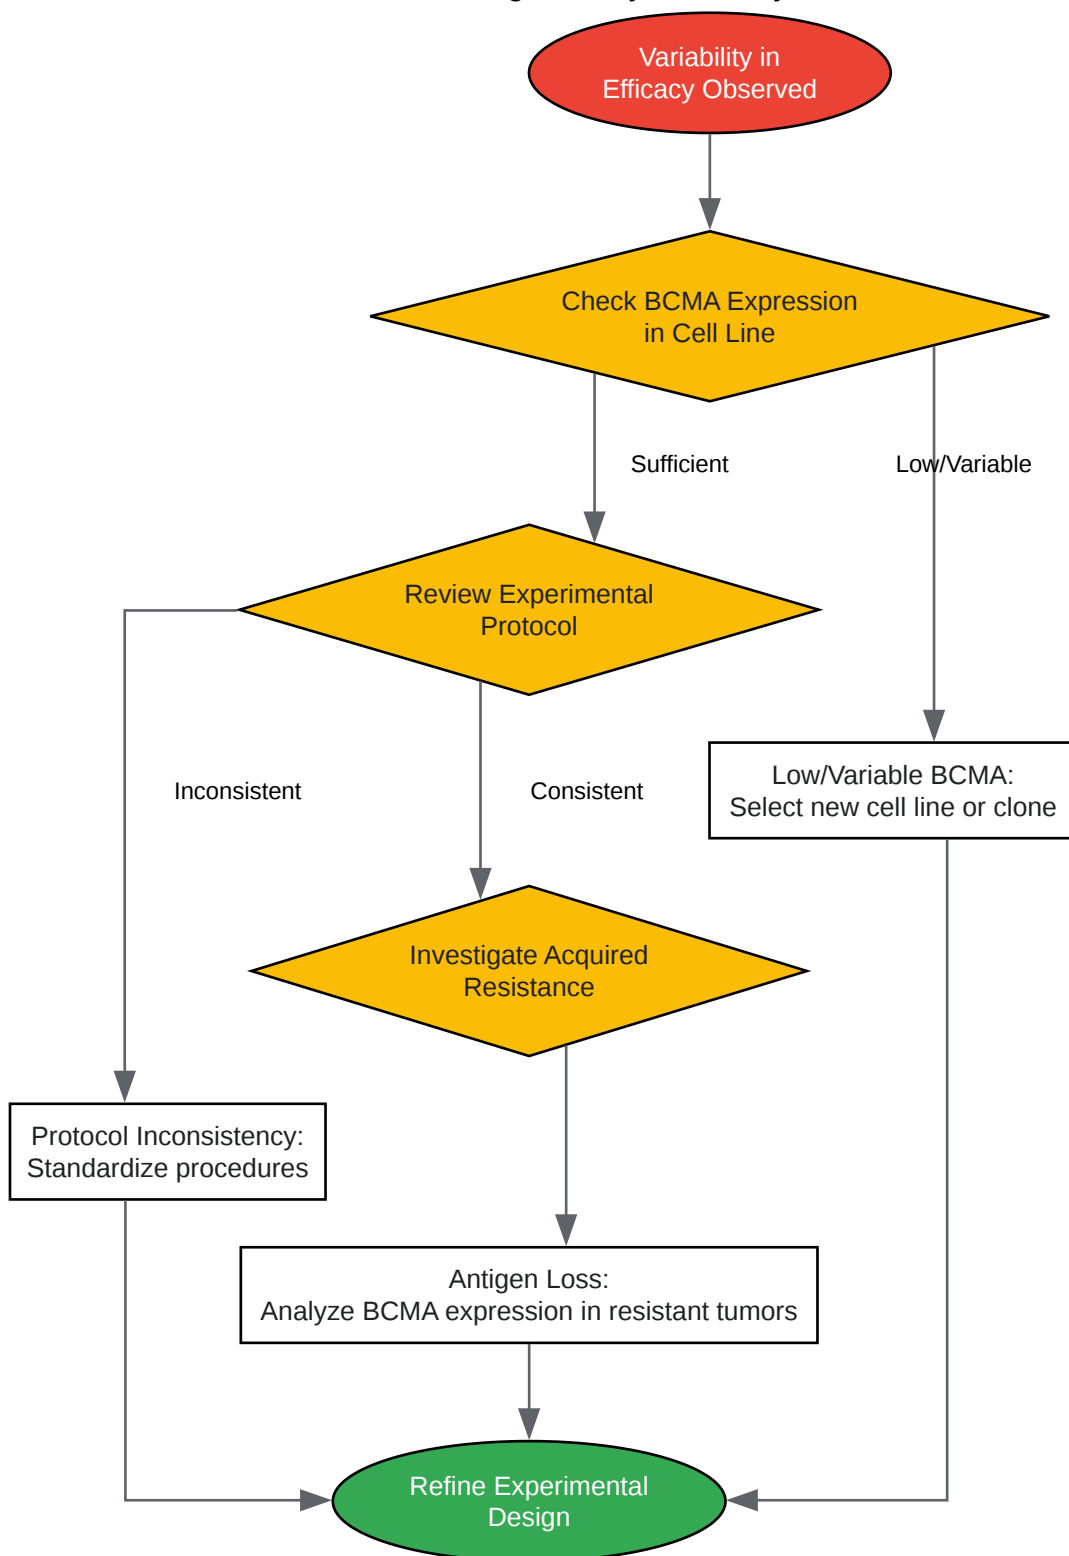 Variability in
Efficacy Observed
Check BCMA Expression
in Cell Line
Sufficient
Low/Variable
Review Experimental
Protocol
Inconsistent
Consistent
Low/Variable BCMA:
Select new cell line or clone
Investigate Acquired
Resistance
Protocol Inconsistency:
Standardize procedures
Antigen Loss:
Analyze BCMA expression in resistant tumors
Refine Experimental
Design